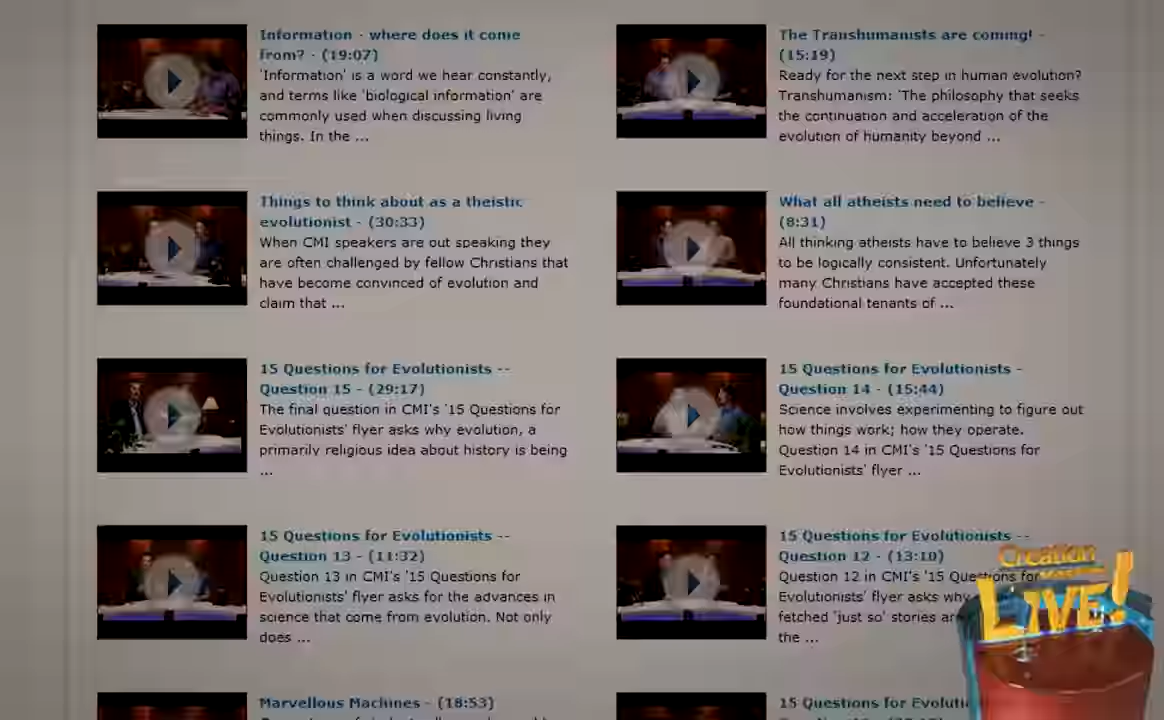 Information - where does it come
from? - (19:07)
'Information' is a word we hear constantly,
and terms like 'biological information' are
commonly used when discussing living
things. In the ...
The Transhumanists are coming! -
(15:19)
Ready for the next step in human evolution?
Transhumanism: 'The philosophy that seeks
the continuation and acceleration of the
evolution of humanity beyond ...
Things to think about as a theistic
evolutionist - (30:33)
When CMI speakers are out speaking they
are often challenged by fellow Christians that
have become convinced of evolution and
claim that ...
What all atheists need to believe -
(8:31)
All thinking atheists have to believe 3 things
to be logically consistent. Unfortunately
many Christians have accepted these
foundational tenants of ...
15 Questions for Evolutionists --
Question 15 - (29:17)
The final question in CMI's '15 Questions for
Evolutionists' flyer asks why evolution, a
primarily religious idea about history is being
...
15 Questions for Evolutionists -
Question 14 - (15:44)
Science involves experimenting to figure out
how things work; how they operate.
Question 14 in CMI's '15 Questions for
Evolutionists' flyer ...
15 Questions for Evolutionists --
Question 13 - (11:32)
Question 13 in CMI's '15 Questions for
Evolutionists' flyer asks for the advances in
science that come from evolution. Not only
does ...
15 Questions for Evolutionists --
Question 12 - (13:10)
Question 12 in CMI's '15 Questions for
Evolutionists' flyer asks why
fetched 'just so' stories
the ...
Marvellous Machines - (18:53)
15 Questions for
Creation
LIVE!